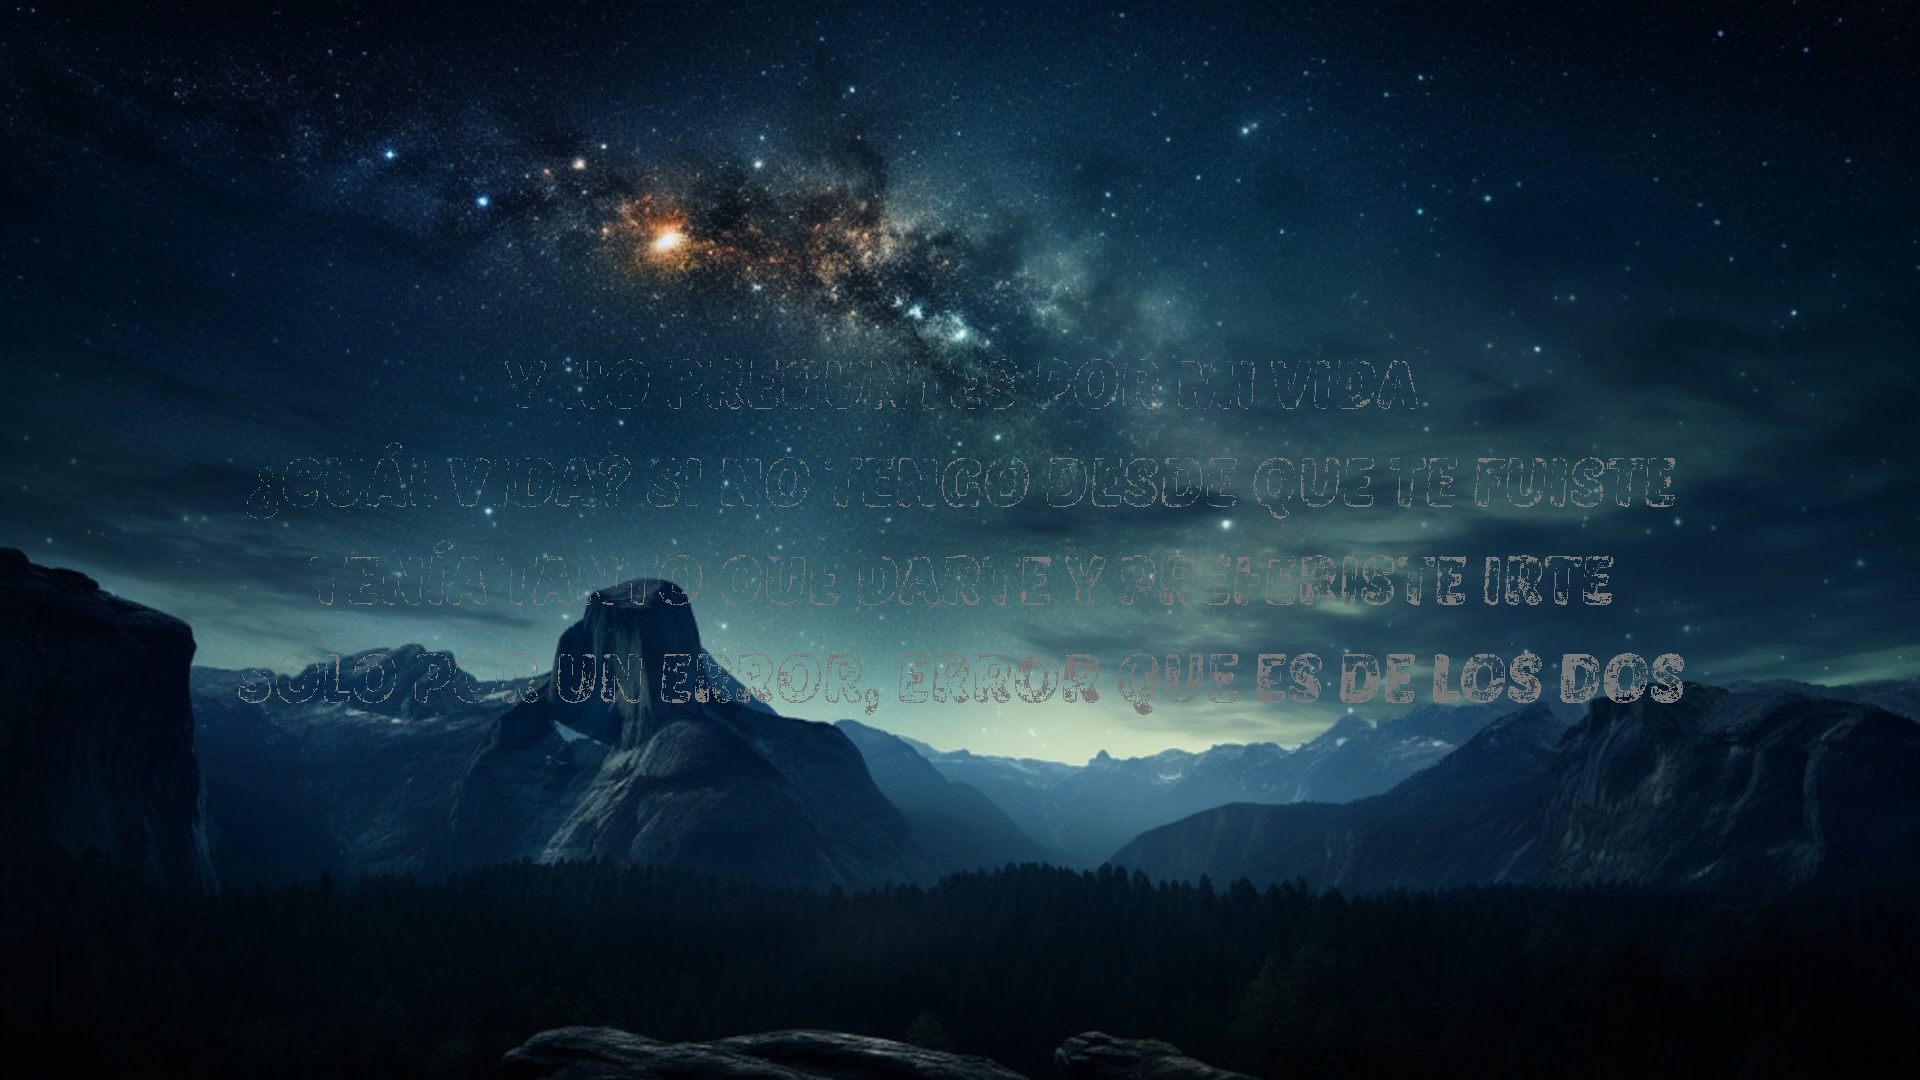 Y NO PREGUNTES POR MI VIDA
¿CUÁL VIDA? SI NO TENGO DESDE QUE TE FUISTE
TENÍA TANTO QUE DARTE Y PREFERISTE IRTE
SOLO POR UN ERROR, ERROR QUE ES DE LOS DOS